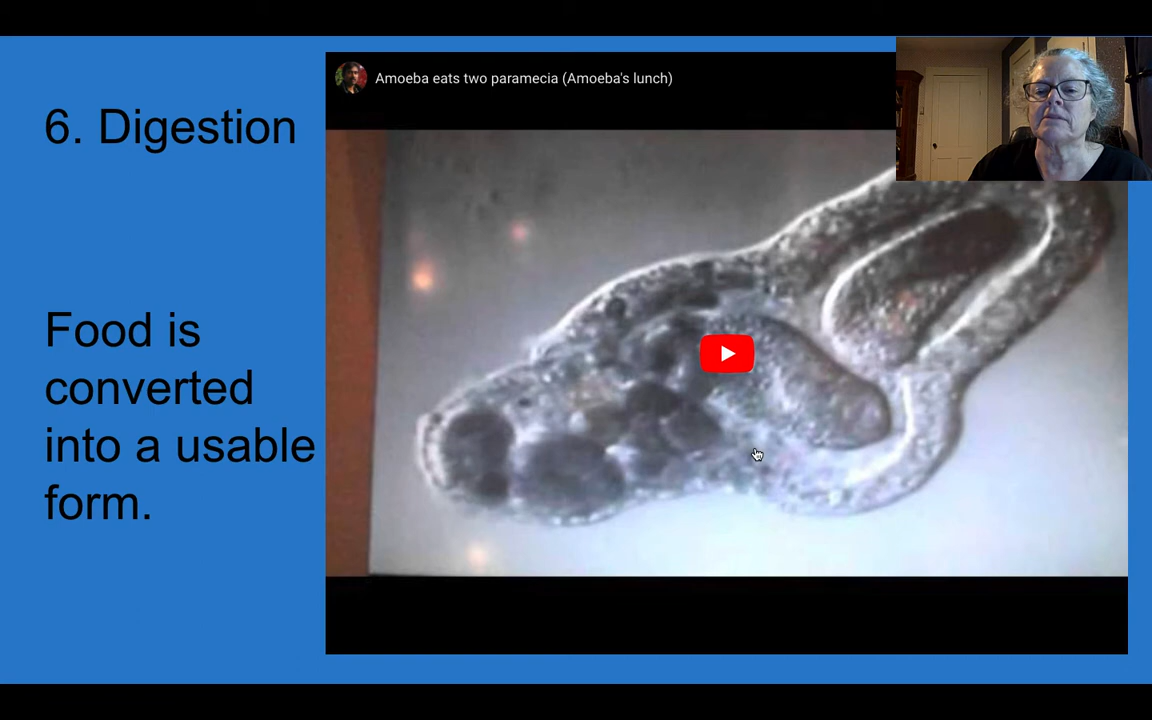 6. Digestion
Food is
converted
into a usable
form.
Amoeba eats two paramecia (Amoeba's lunch)